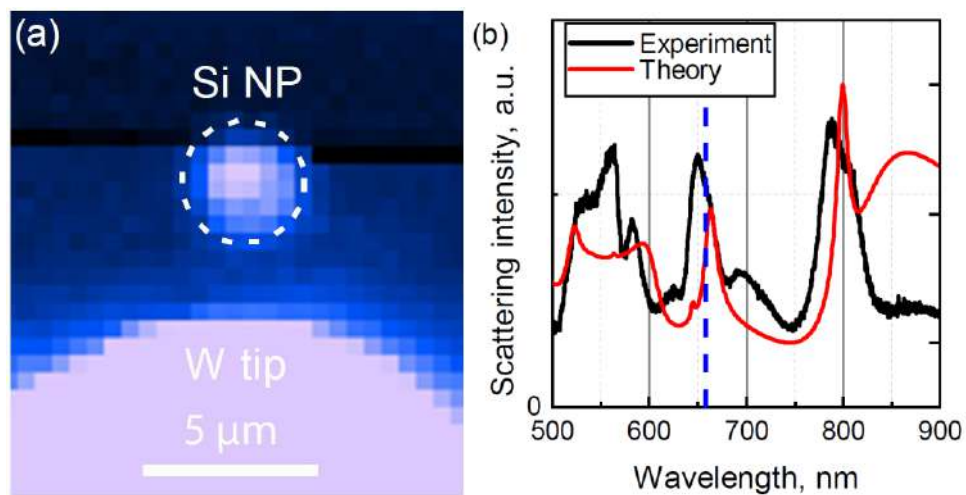 (a)
Si NP
W tip
5 μm
(b)
Experiment
Theory
Scattering intensity, a.u.
0
500 600 700 800 900
Wavelength, nm